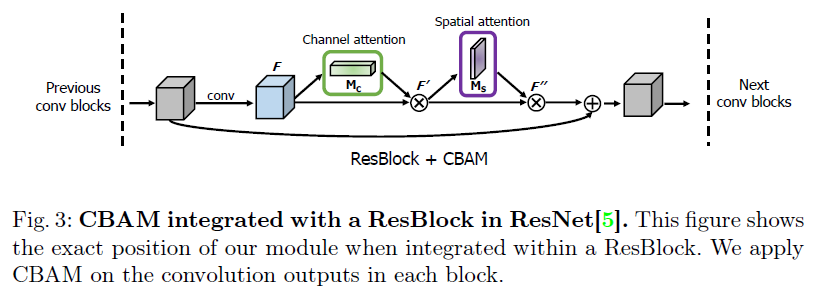 Spatial attention
Channel attention
F
F′
F″
Mc
Ms
Previous
conv blocks
conv
Next
conv blocks
ResBlock + CBAM
Fig. 3: CBAM integrated with a ResBlock in ResNet[5]. This figure shows
the exact position of our module when integrated within a ResBlock. We apply
CBAM on the convolution outputs in each block.